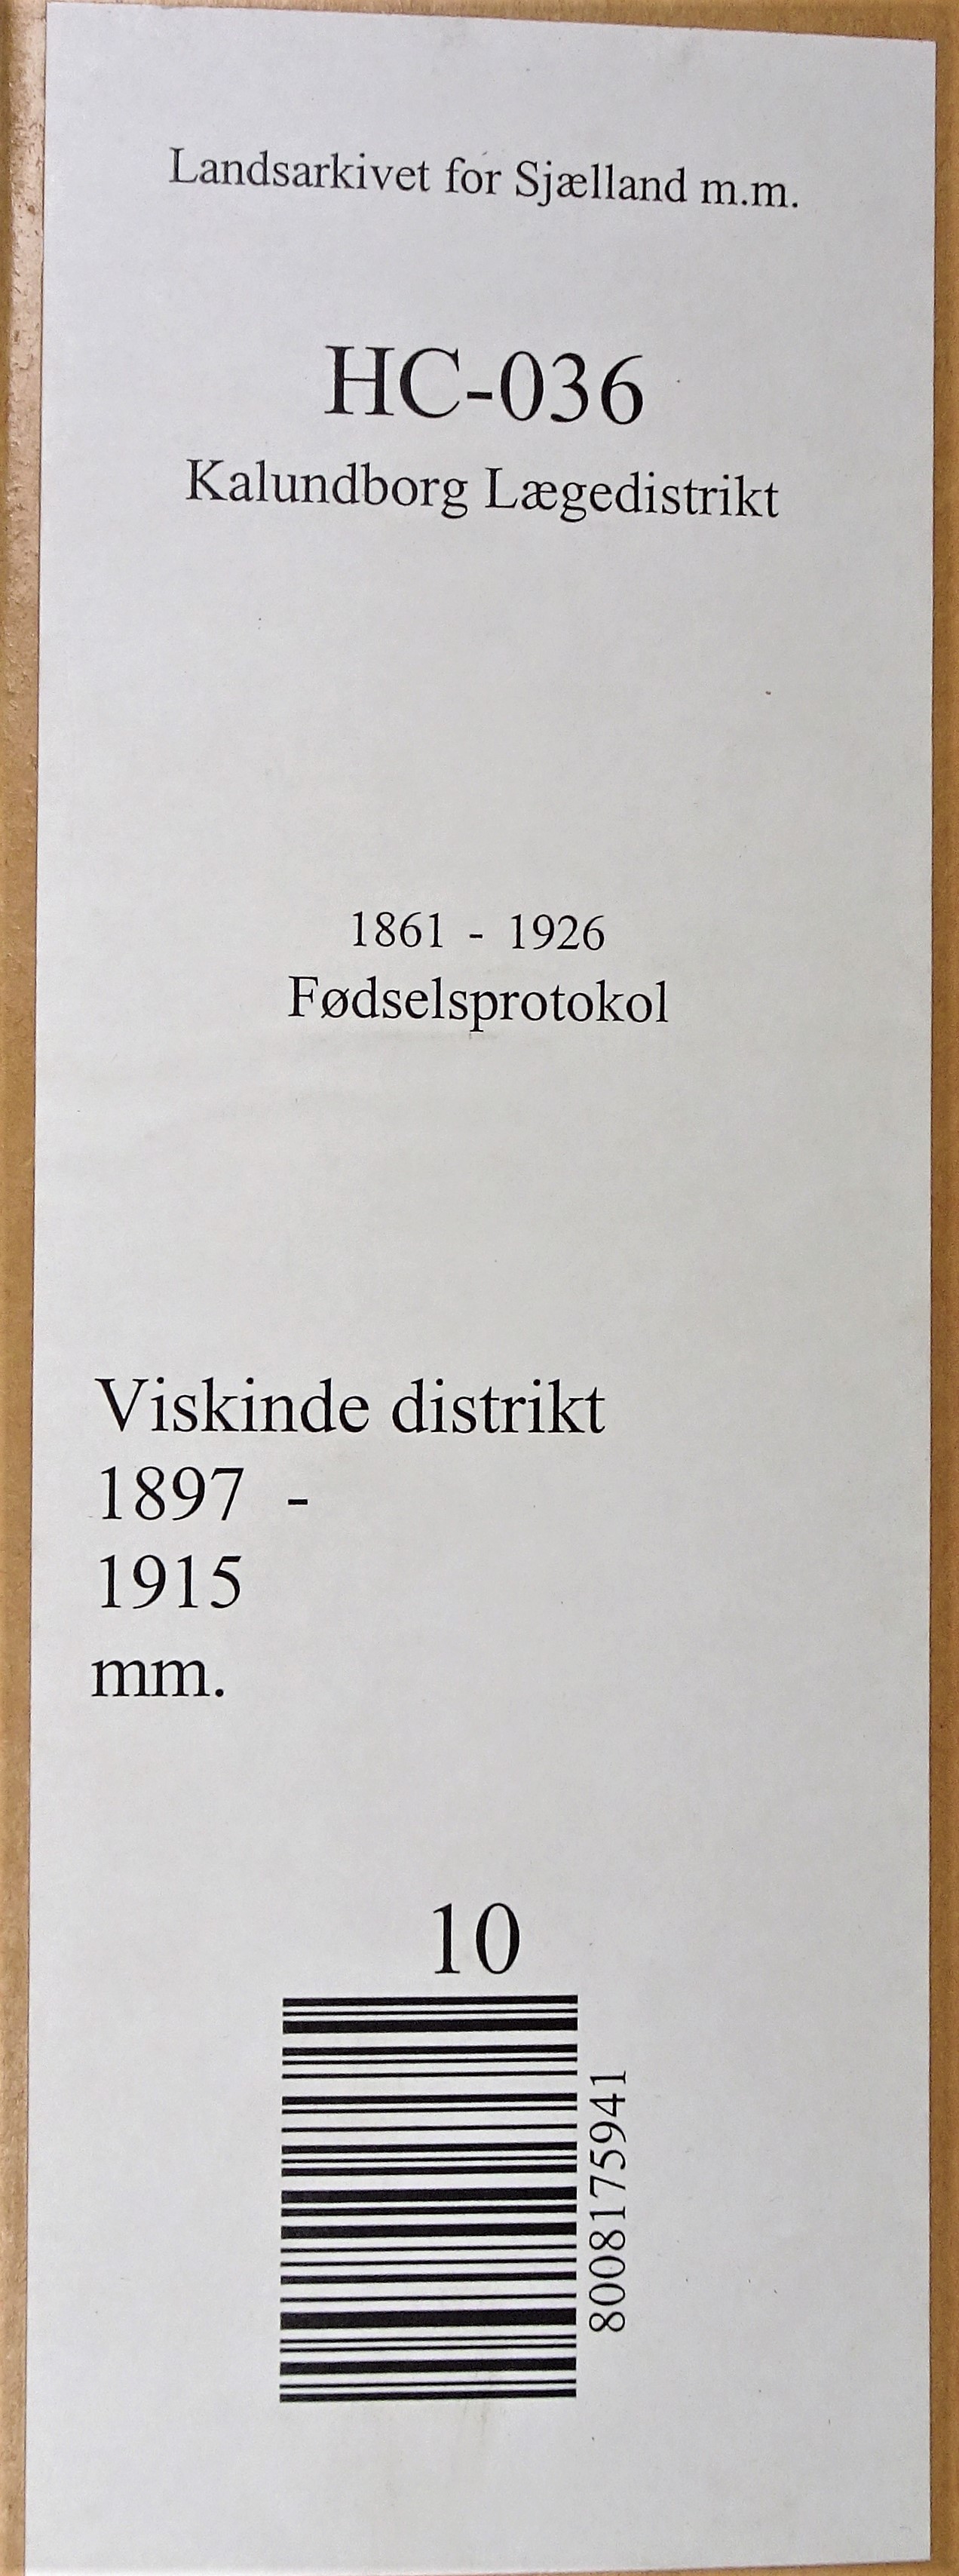 Landsarkivet for Sjælland m.m.
HC-036
Kalundborg Lægedistrikt
1861 - 1926
Fødselsprotokol
Viskinde distrikt
1897 -
1915
mm.
10
8008175941